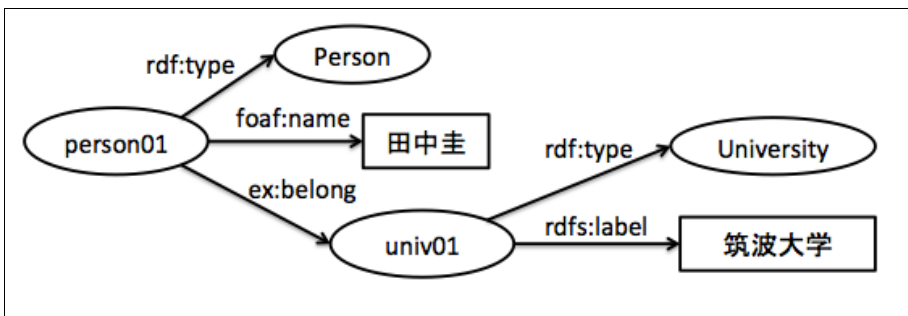 Person
rdf:type
foaf:name
person01
田中圭
rdf:type
University
ex:belong
univ01
rdfs:label
筑波大学